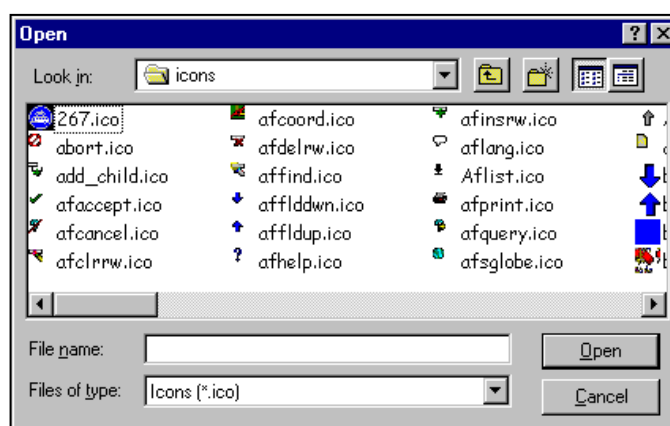 Open
Look in: icons
267.ico
abort.ico
add_child.ico
afaccept.ico
afcancel.ico
afclrrw.ico
afcoord.ico
afdelrw.ico
affind.ico
afflddwn.ico
affldup.ico
afhelp.ico
afinsrw.ico
aflang.ico
Aflist.ico
afprint.ico
afquery.ico
afsglobe.ico
File name:
Open
Files of type: Icons (*.ico)
Cancel